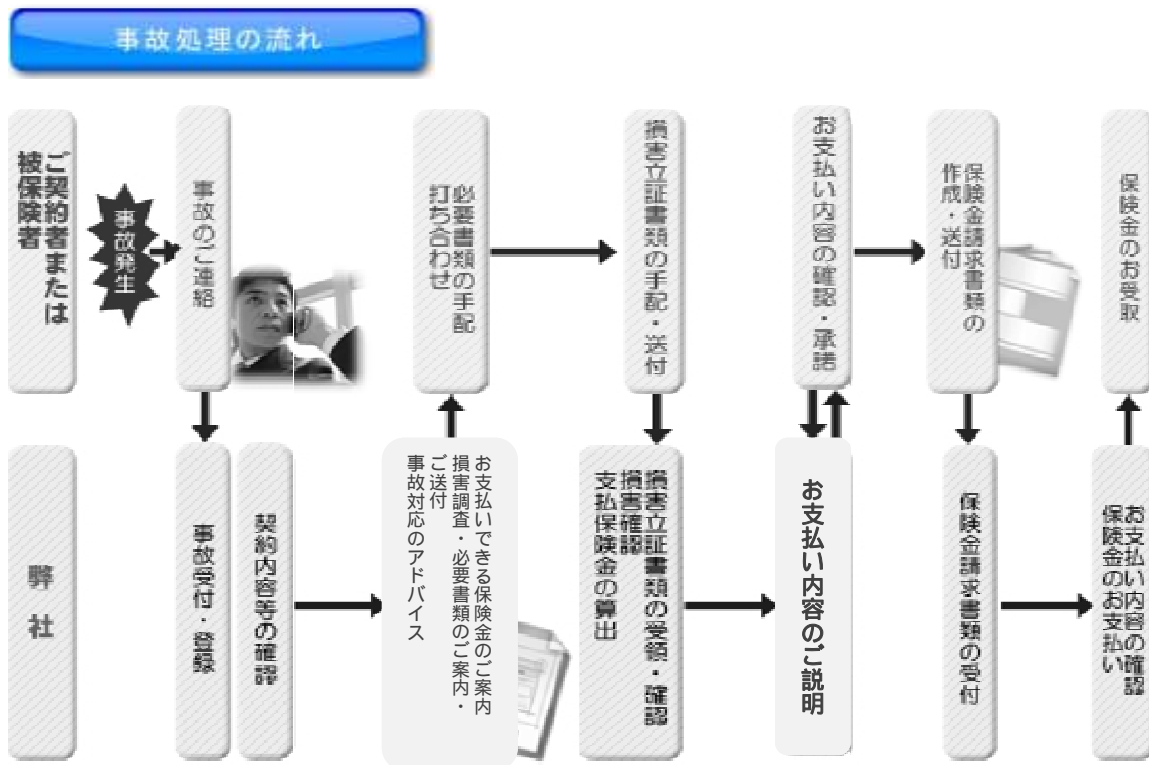 事故処理の流れ
ご契約者または
被保険者
事故発生
事故のご連絡
必要書類の手配
打ち合わせ
損害立証書類の手配・送付
お支払い内容の確認・承諾
保険金請求書類の
作成・送付
保険金のお受取
弊社
事故受付・登録
契約内容等の確認
お支払いできる保険金のご案内
損害調査・必要書類のご案内・
ご送付
事故対応のアドバイス
損害立証書類の受領・確認
損害確認
支払保険金の算出
お支払い内容のご説明
保険金請求書類の受付
お支払い内容の確認
保険金のお支払い